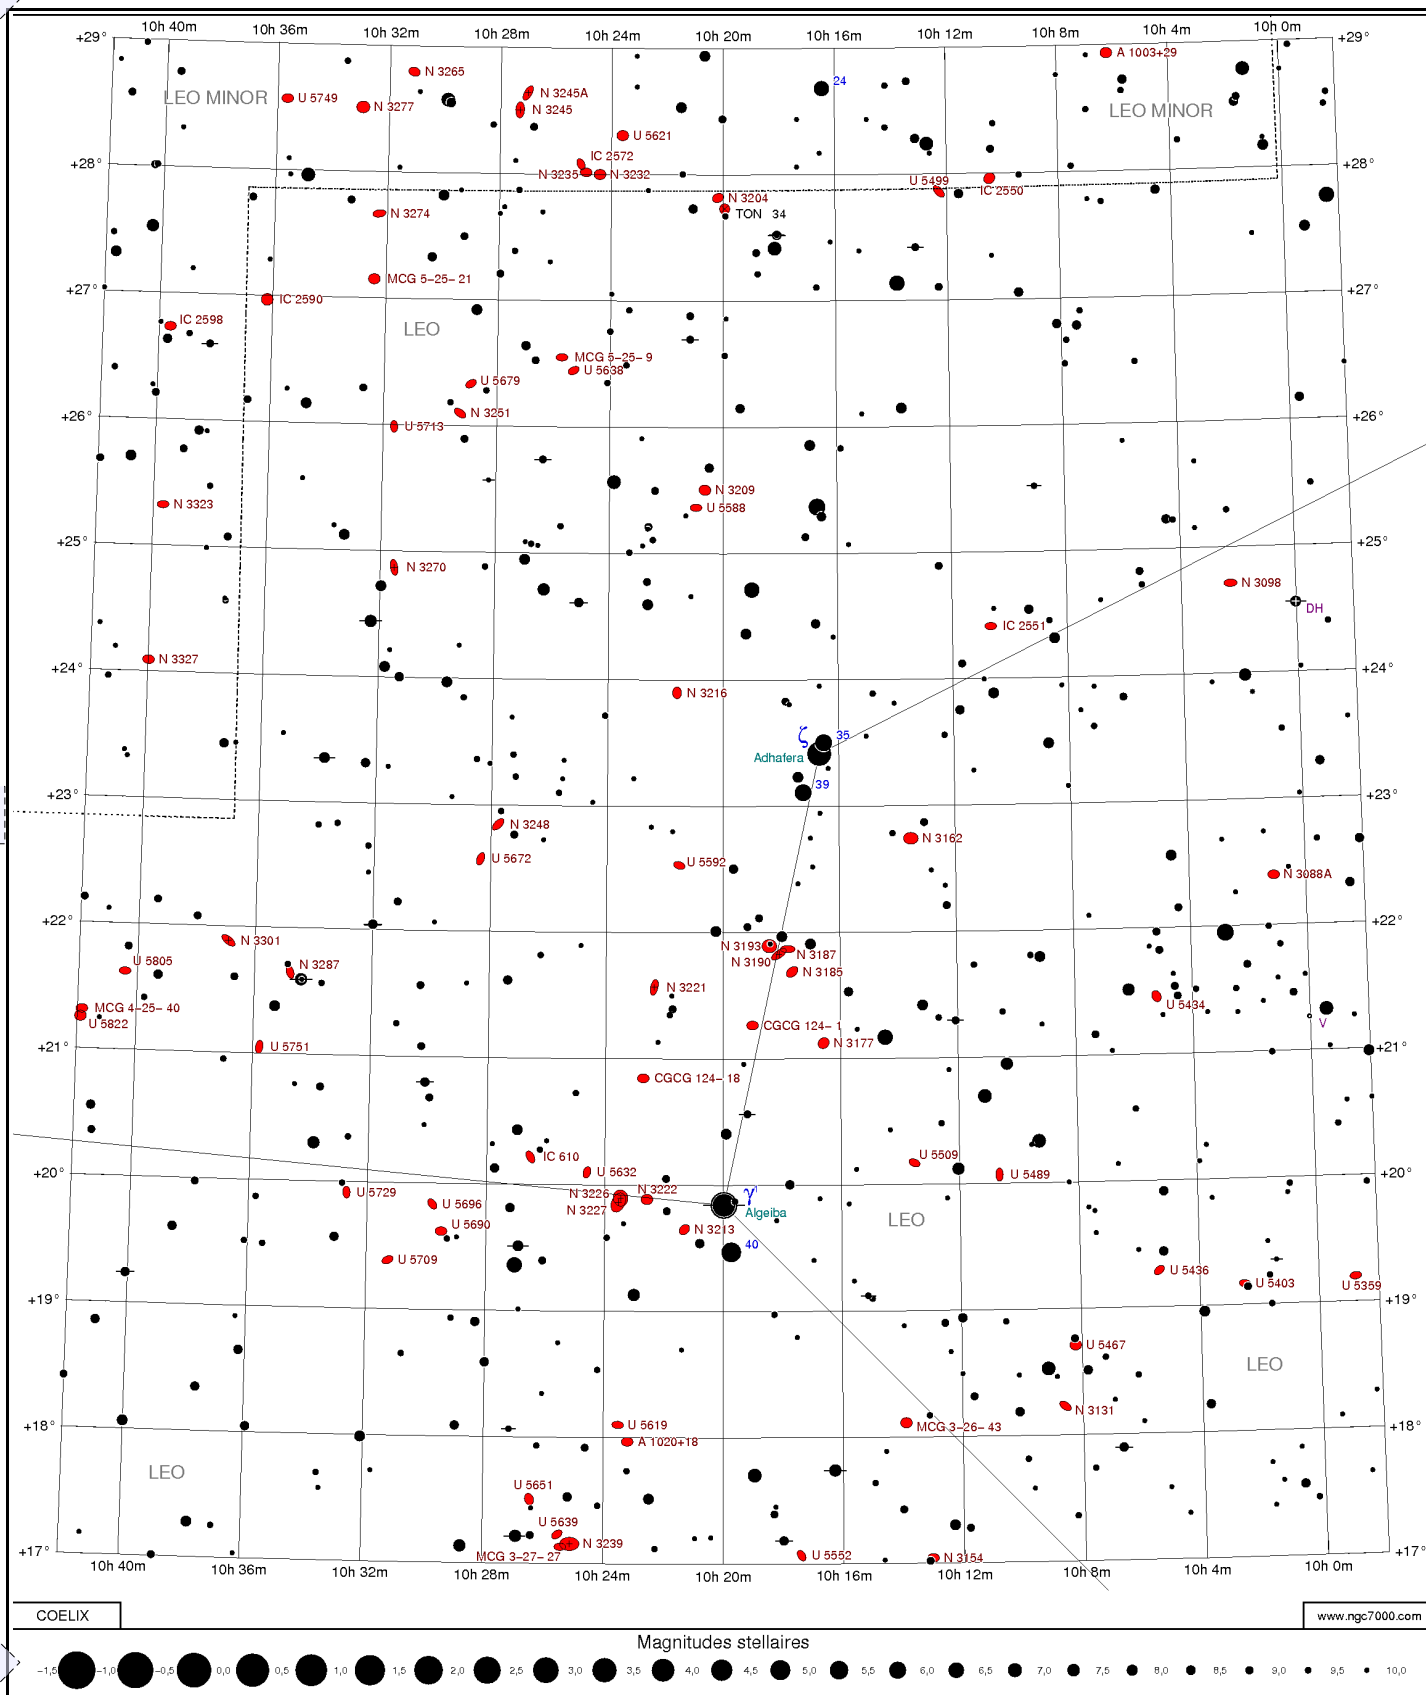 10h 40m 10h 36m 10h 32m 10h 28m 10h 24m 10h 20m 10h 16m 10h 12m 10h 8m 10h 4m 10h 0m
+29° +29°
A 1003+29
N 3265
24
N 3245A
LEO MINOR U 5749 N 3277 N 3245 LEO MINOR
U 5621
IC 2572
+28° +28°
N 3235 N 3232
U 5499 IC 2550
N 3204
N 3274 TON 34
MCG 5-25-21
+27° +27°
IC 2590
IC 2598
LEO
MCG 5-25-9
U 5638
U 5679
+26° N 3251 +26°
U 5713
N 3209
N 3323 U 5588
+25° +25°
N 3270
N 3098
DH
IC 2551
N 3327
+24° +24°
N 3216
ζ 35
Adhafera
39
+23° +23°
N 3248
N 3162
U 5672 U 5592
N 3088A
+22° +22°
N 3301 N 3193
N 3187
U 5805 N 3287 N 3190
N 3185
N 3221
MCG 4-25-40 U 5434
U 5822 CGCG 124-1 V
U 5751 N 3177
+21° +21°
CGCG 124-18
IC 610 U 5509
+20° U 5632 U 5489 +20°
U 5729 N 3226 N 3222 γ¹
U 5696 N 3227 Algeiba LEO
U 5690 N 3213
40
U 5709
U 5436
U 5403 U 5359
+19° +19°
U 5467
LEO
N 3131
+18° U 5619 MCG 3-26-43 +18°
A 1020+18
LEO
U 5651
U 5639
N 3239
+17° MCG 3-27-27 U 5552 N 3154 +17°
10h 40m 10h 36m 10h 32m 10h 28m 10h 24m 10h 20m 10h 16m 10h 12m 10h 8m 10h 4m 10h 0m
COELIX www.ngc7000.com
Magnitudes stellaires
-1,5 -1,0 -0,5 0,0 0,5 1,0 1,5 2,0 2,5 3,0 3,5 4,0 4,5 5,0 5,5 6,0 6,5 7,0 7,5 8,0 8,5 9,0 9,5 10,0